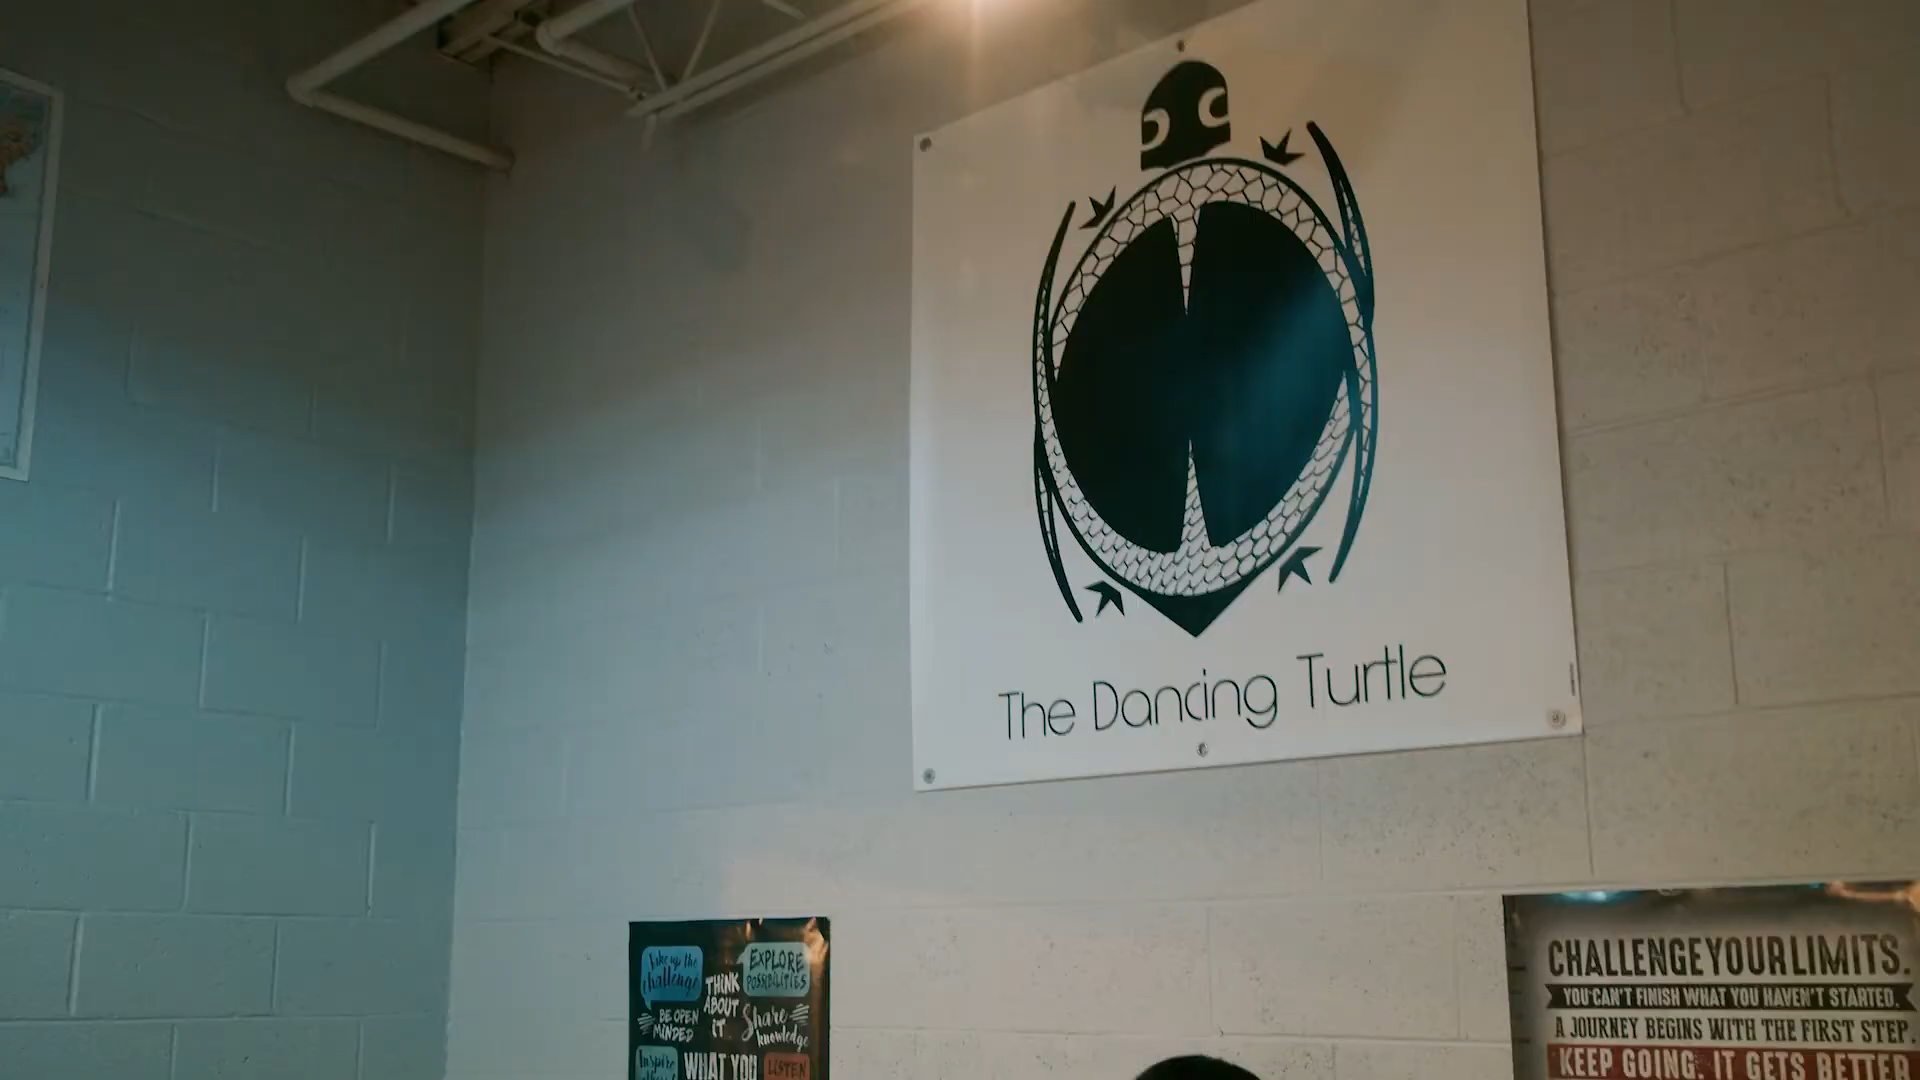 The Dancing Turtle
Take up the
challenge
EXPLORE
POSSIBILITIES
THINK
ABOUT
IT
BE OPEN
MINDED
Share
knowledge
Inspire
WHAT YOU
LISTEN
CHALLENGE YOUR LIMITS.
YOU CAN'T FINISH WHAT YOU HAVEN'T STARTED.
A JOURNEY BEGINS WITH THE FIRST STEP.
KEEP GOING. IT GETS BETTER